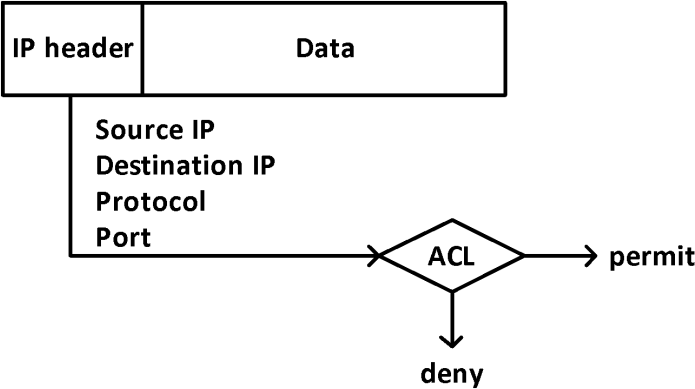 IP header
Data
Source IP
Destination IP
Protocol
Port
ACL
permit
deny